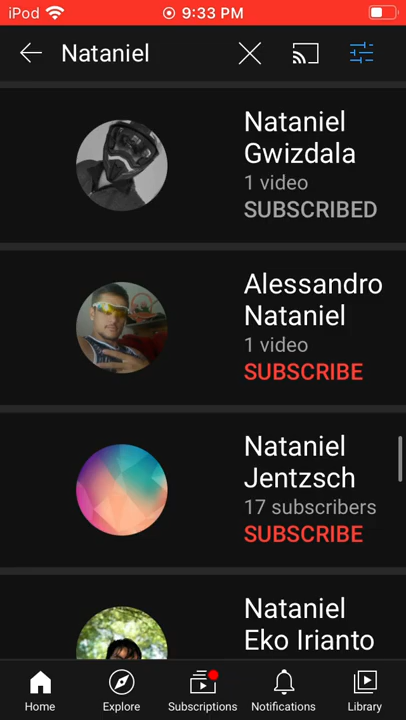 iPod 9:33 PM
Nataniel
Nataniel
Gwizdala
1 video
SUBSCRIBED
Alessandro
Nataniel
1 video
SUBSCRIBE
Nataniel
Jentzsch
17 subscribers
SUBSCRIBE
Nataniel
Eko Irianto
Home Explore Subscriptions Notifications Library